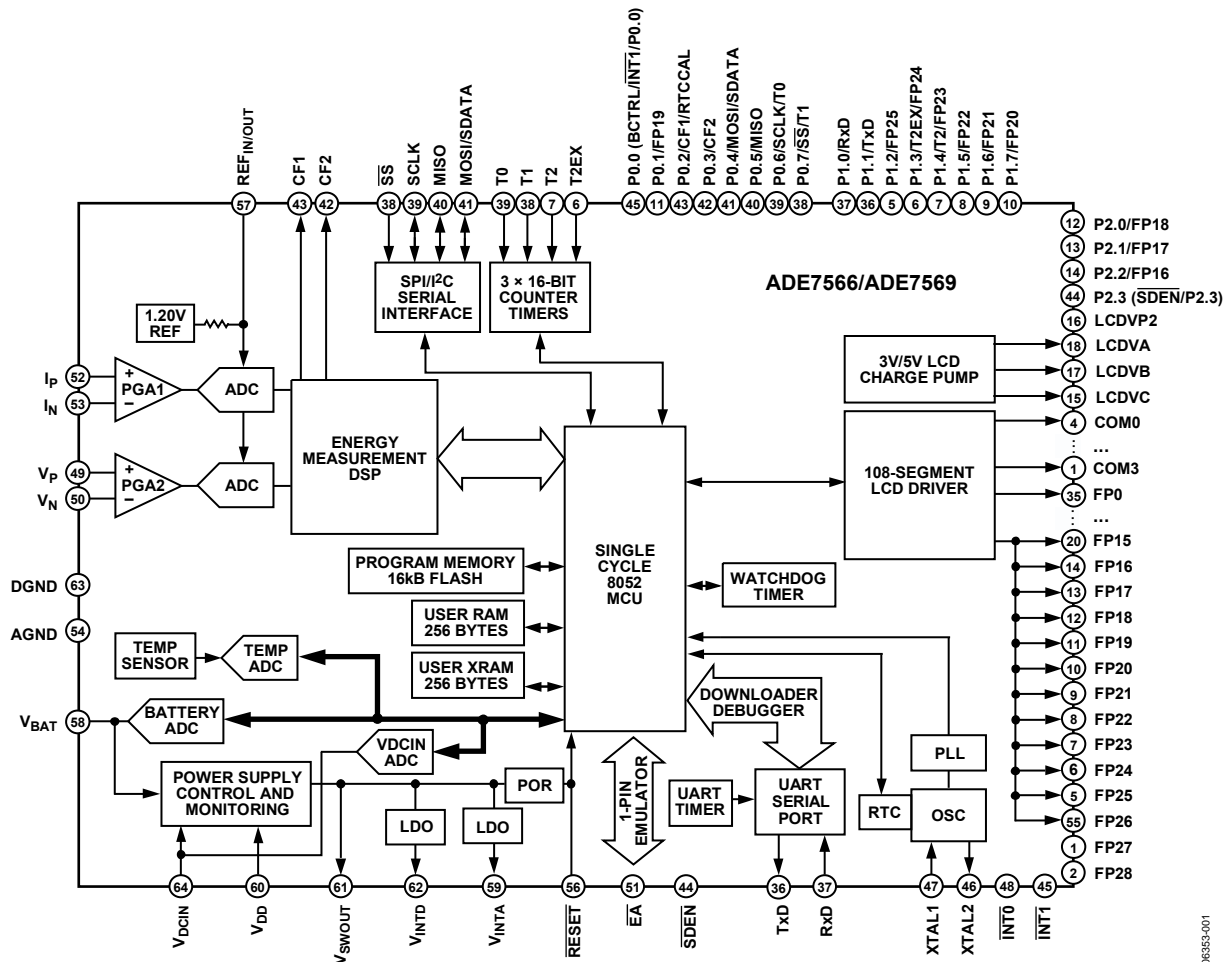 P0.0 (BCTRL/INT1/P0.0)
P0.1/FP19
P0.2/CF1/RTCCAL
P0.3/CF2
P0.4/MOSI/SDATA
P0.5/MISO
P0.6/SCLK/T0
P0.7/SS/T1
P1.0/RxD
P1.1/TxD
P1.2/FP25
P1.3/T2EX/FP24
P1.4/T2/FP23
P1.5/FP22
P1.6/FP21
P1.7/FP20
REFIN/OUT
CF1
CF2
SS
SCLK
MISO
MOSI/SDATA
T0
T1
T2
T2EX
57
43
42
38
39
40
41
39
38
7
6
45
11
43
42
41
40
39
38
37
36
5
6
7
8
9
10
12 P2.0/FP18
13 P2.1/FP17
14 P2.2/FP16
44 P2.3 (SDEN/P2.3)
16 LCDVP2
18 LCDVA
17 LCDVB
15 LCDVC
4 COM0
...
1 COM3
35 FP0
...
20 FP15
14 FP16
13 FP17
12 FP18
11 FP19
10 FP20
9 FP21
8 FP22
7 FP23
6 FP24
5 FP25
55 FP26
1 FP27
2 FP28
ADE7566/ADE7569
SPI/I2C
SERIAL
INTERFACE
3 × 16-BIT
COUNTER
TIMERS
1.20V
REF
3V/5V LCD
CHARGE PUMP
IP 52
IN 53
+
PGA1
−
ADC
VP 49
VN 50
+
PGA2
−
ADC
ENERGY
MEASUREMENT
DSP
108-SEGMENT
LCD DRIVER
SINGLE
CYCLE
8052
MCU
PROGRAM MEMORY
16kB FLASH
WATCHDOG
TIMER
DGND 63
AGND 54
USER RAM
256 BYTES
USER XRAM
256 BYTES
TEMP
SENSOR
TEMP
ADC
DOWNLOADER
DEBUGGER
VBAT 58
BATTERY
ADC
VDCIN
ADC
POWER SUPPLY
CONTROL AND
MONITORING
POR
LDO
LDO
1-PIN
EMULATOR
UART
TIMER
UART
SERIAL
PORT
PLL
RTC
OSC
64
60
61
62
59
56
51
44
36
37
47
46
48
45
VDCIN
VDD
VSWOUT
VINTD
VINTA
RESET
EA
SDEN
TxD
RxD
XTAL1
XTAL2
INT0
INT1
06353-001